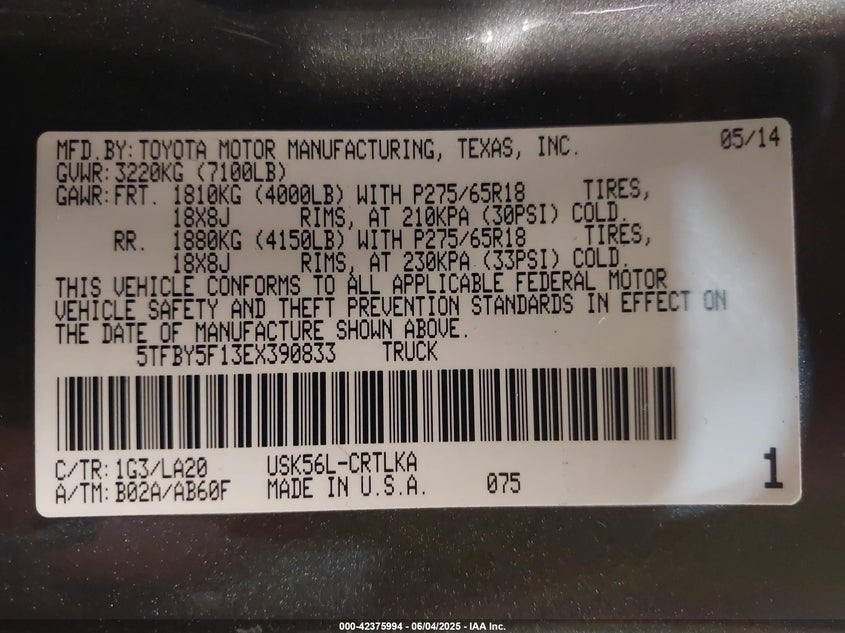 MFD.BY:TOYOTA MOTOR MANUFACTURING, TEXAS, INC. 05/14
GVWR:3220KG (7100LB)
GAWR:FRT. 1810KG (4000LB) WITH P275/65R18 TIRES,
18X8J RIMS, AT 210KPA (30PSI) COLD.
RR. 1880KG (4150LB) WITH P275/65R18 TIRES,
18X8J RIMS, AT 230KPA (33PSI) COLD.
THIS VEHICLE CONFORMS TO ALL APPLICABLE FEDERAL MOTOR
VEHICLE SAFETY AND THEFT PREVENTION STANDARDS IN EFFECT ON
THE DATE OF MANUFACTURE SHOWN ABOVE.
5TFBY5F13EX390833 TRUCK
C/TR:1G3/LA20 USK56L-CRTLKA
A/TM:B02A/AB60F MADE IN U.S.A. 075 1
000-42375994 - 06/04/2025 - IAA Inc.